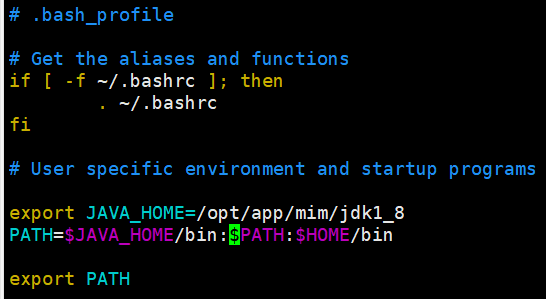 # .bash_profile
# Get the aliases and functions
if [ -f ~/.bashrc ]; then
        . ~/.bashrc
fi
# User specific environment and startup programs
export JAVA_HOME=/opt/app/mim/jdk1_8
PATH=$JAVA_HOME/bin:$PATH:$HOME/bin
export PATH